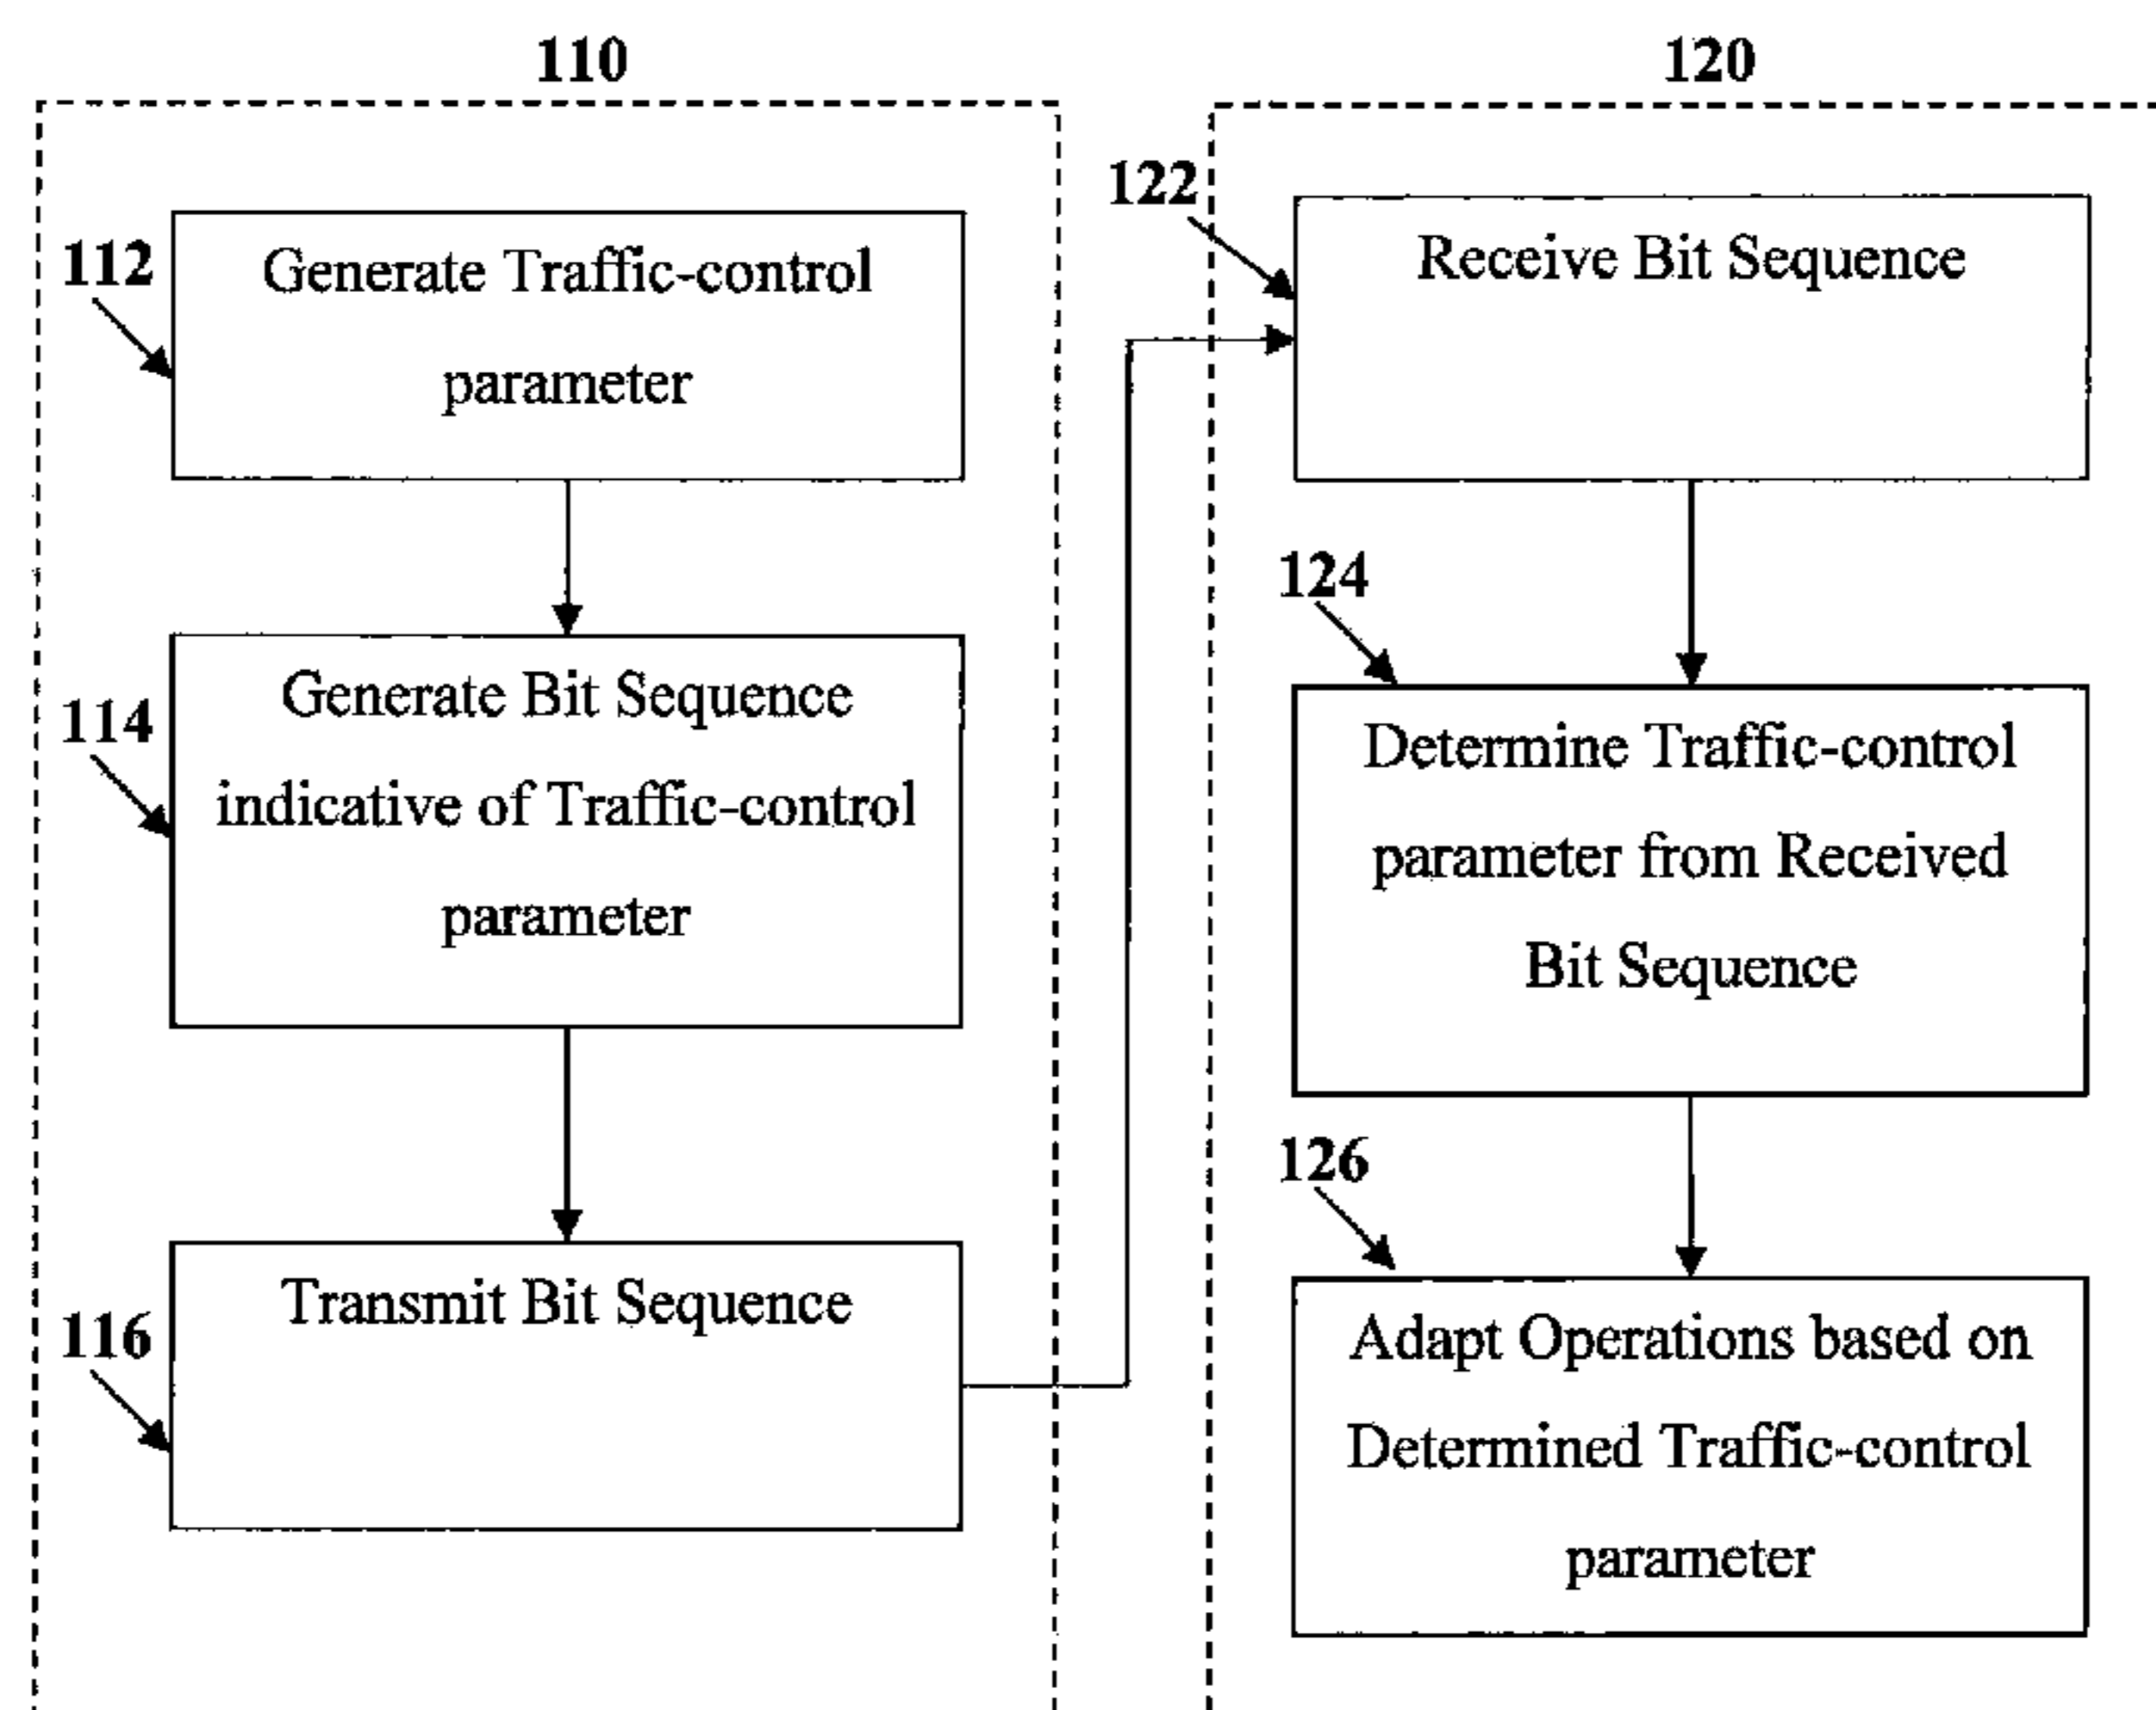 110
112
Generate Traffic-control
parameter
114
Generate Bit Sequence
indicative of Traffic-control
parameter
116
Transmit Bit Sequence
120
122
Receive Bit Sequence
124
Determine Traffic-control
parameter from Received
Bit Sequence
126
Adapt Operations based on
Determined Traffic-control
parameter